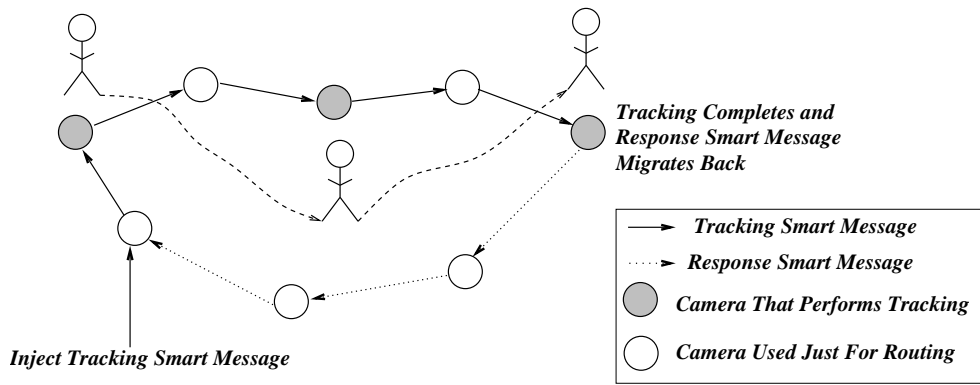 Tracking Completes and
Response Smart Message
Migrates Back
Tracking Smart Message
Response Smart Message
Camera That Performs Tracking
Camera Used Just For Routing
Inject Tracking Smart Message